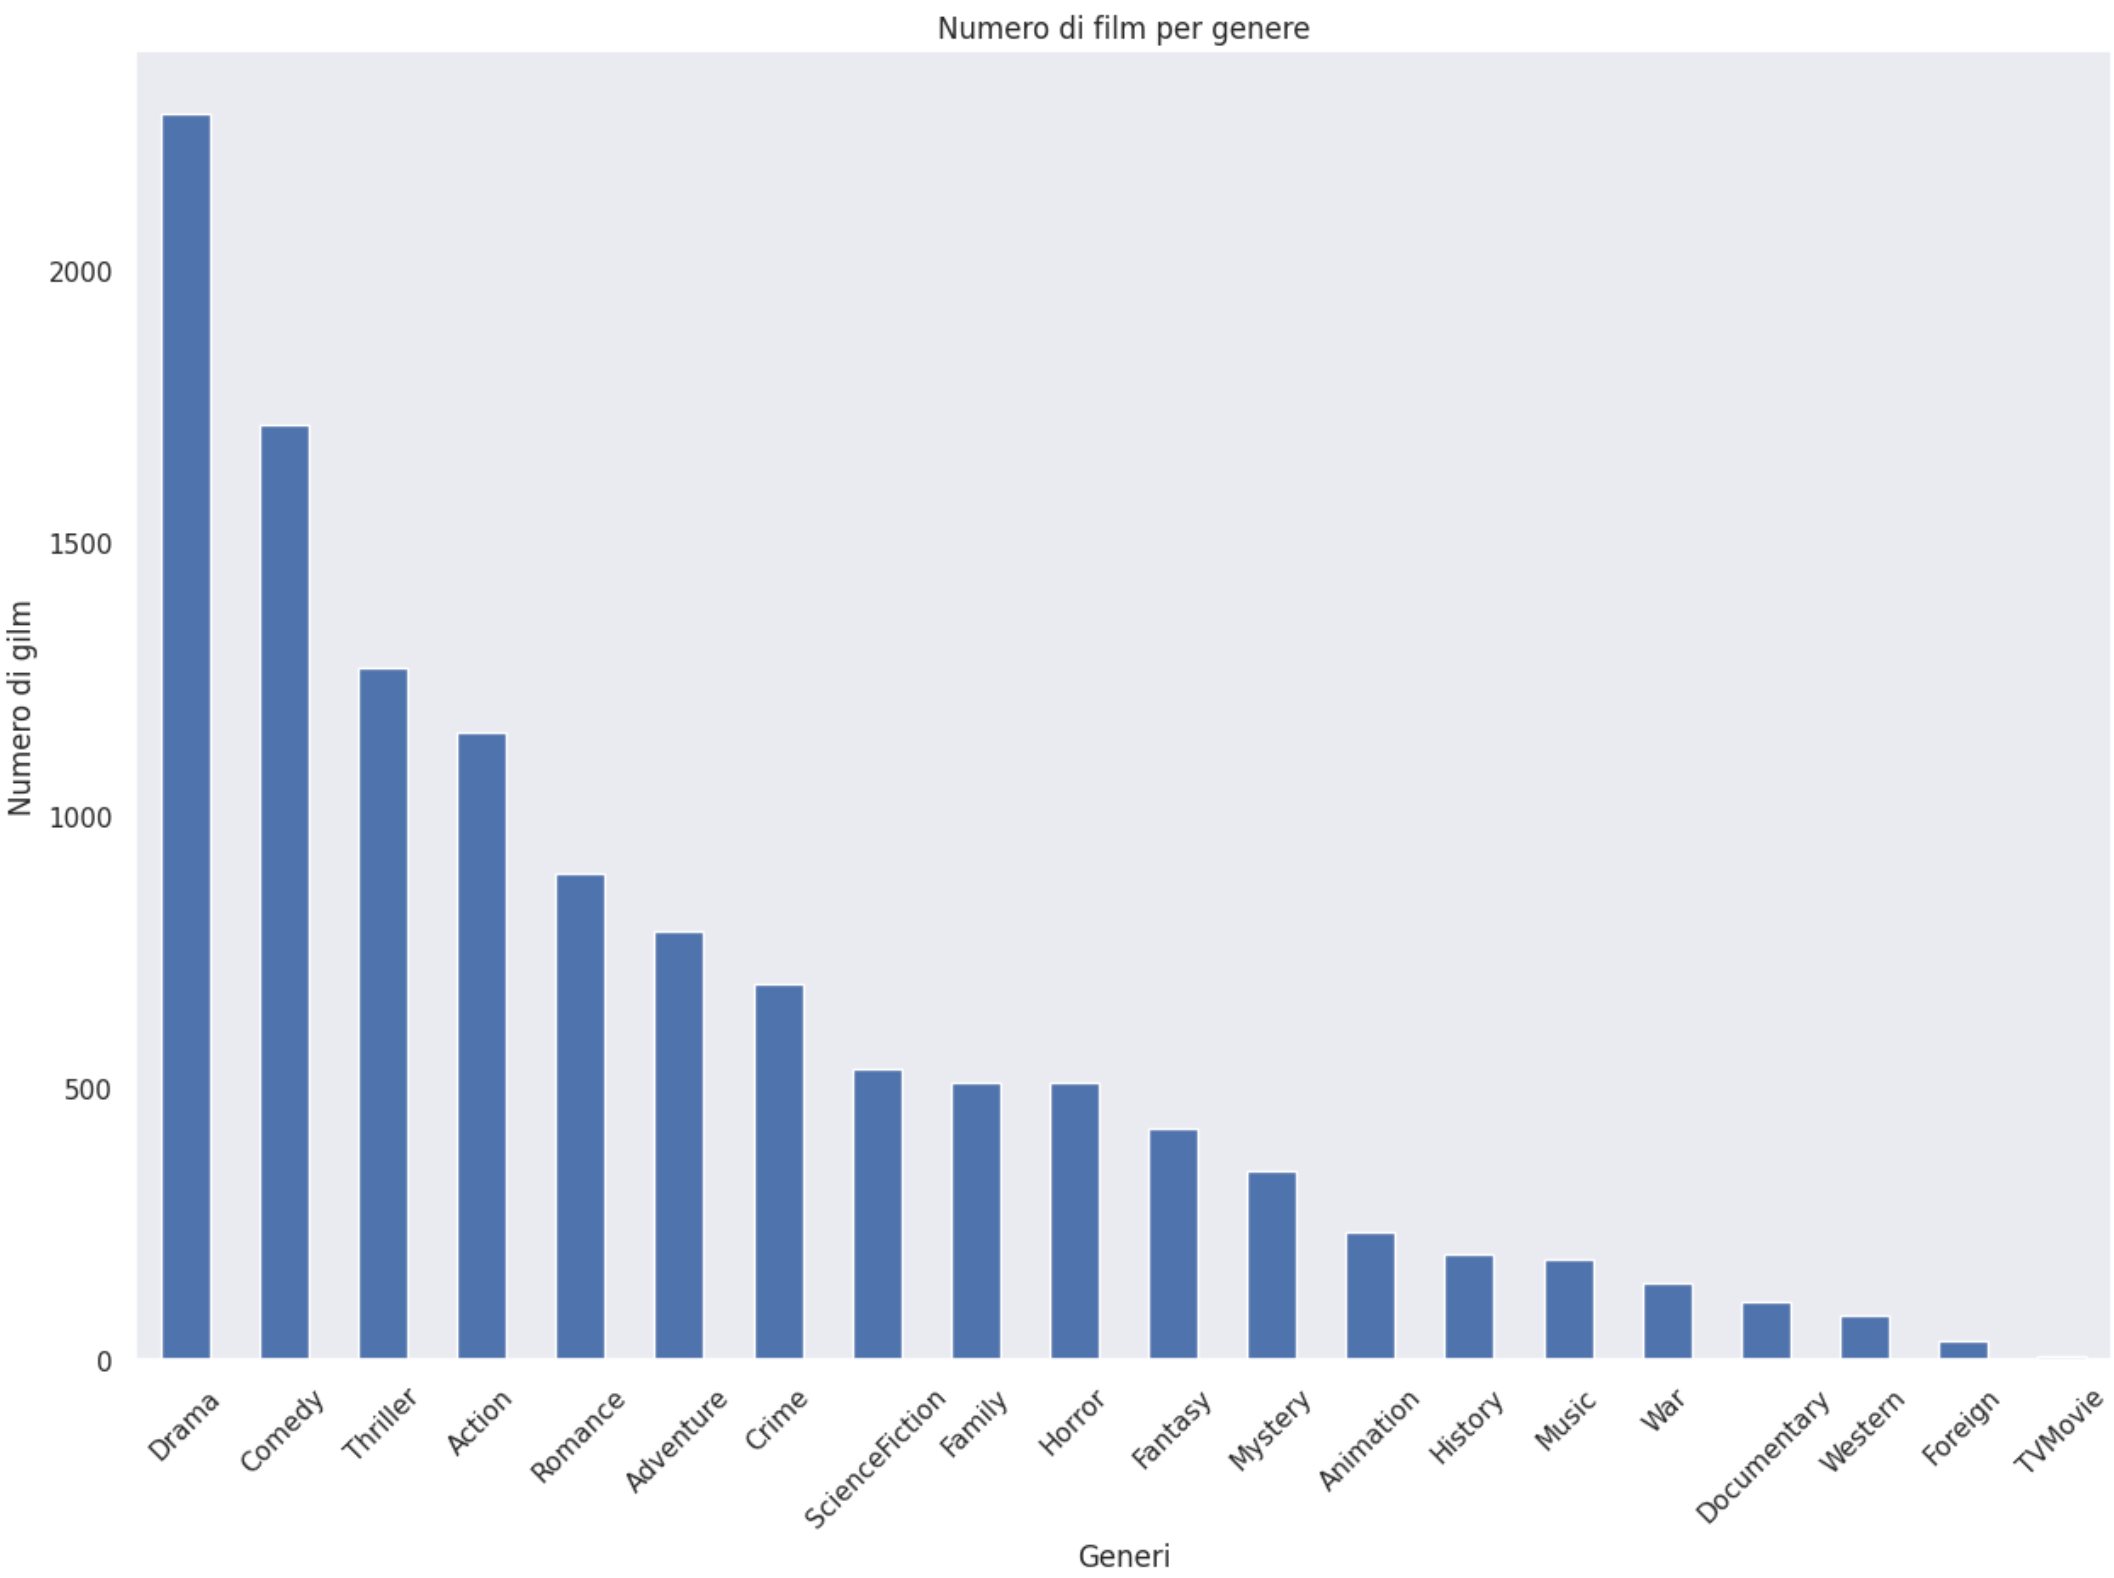 Numero di film per genere
Numero di gilm
2000
1500
1000
500
0
Drama
Comedy
Thriller
Action
Romance
Adventure
Crime
ScienceFiction
Family
Horror
Fantasy
Mystery
Animation
History
Music
War
Documentary
Western
Foreign
TVMovie
Generi